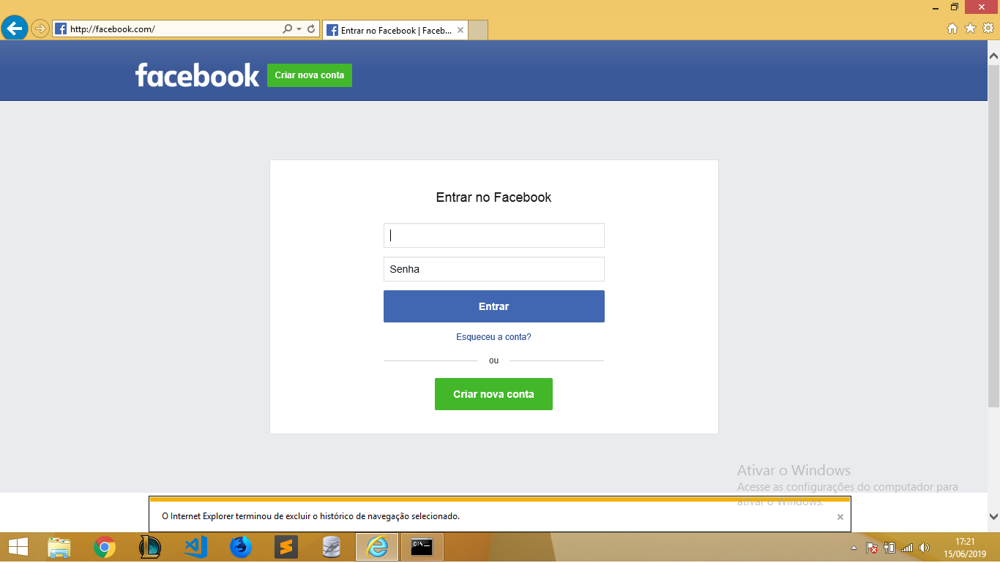 http://facebook.com/
Entrar no Facebook | Faceb...
facebook
Criar nova conta
Entrar no Facebook
Senha
Entrar
Esqueceu a conta?
ou
Criar nova conta
Ativar o Windows
Acesse as configurações do computador para
ativar o Windows.
O Internet Explorer terminou de excluir o histórico de navegação selecionado.
C:\_
17:21
15/06/2019